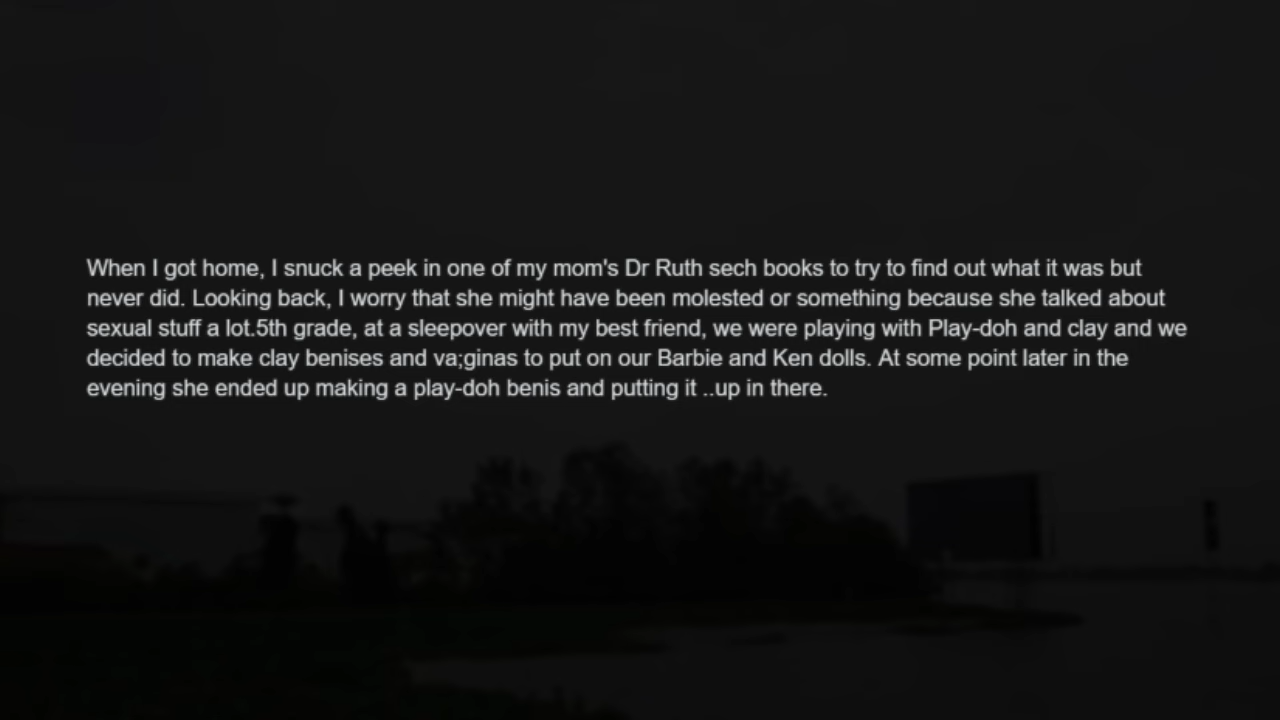 When I got home, I snuck a peek in one of my mom's Dr Ruth sech books to try to find out what it was but
never did. Looking back, I worry that she might have been molested or something because she talked about
sexual stuff a lot.5th grade, at a sleepover with my best friend, we were playing with Play-doh and clay and we
decided to make clay benises and va;ginas to put on our Barbie and Ken dolls. At some point later in the
evening she ended up making a play-doh benis and putting it ..up in there.